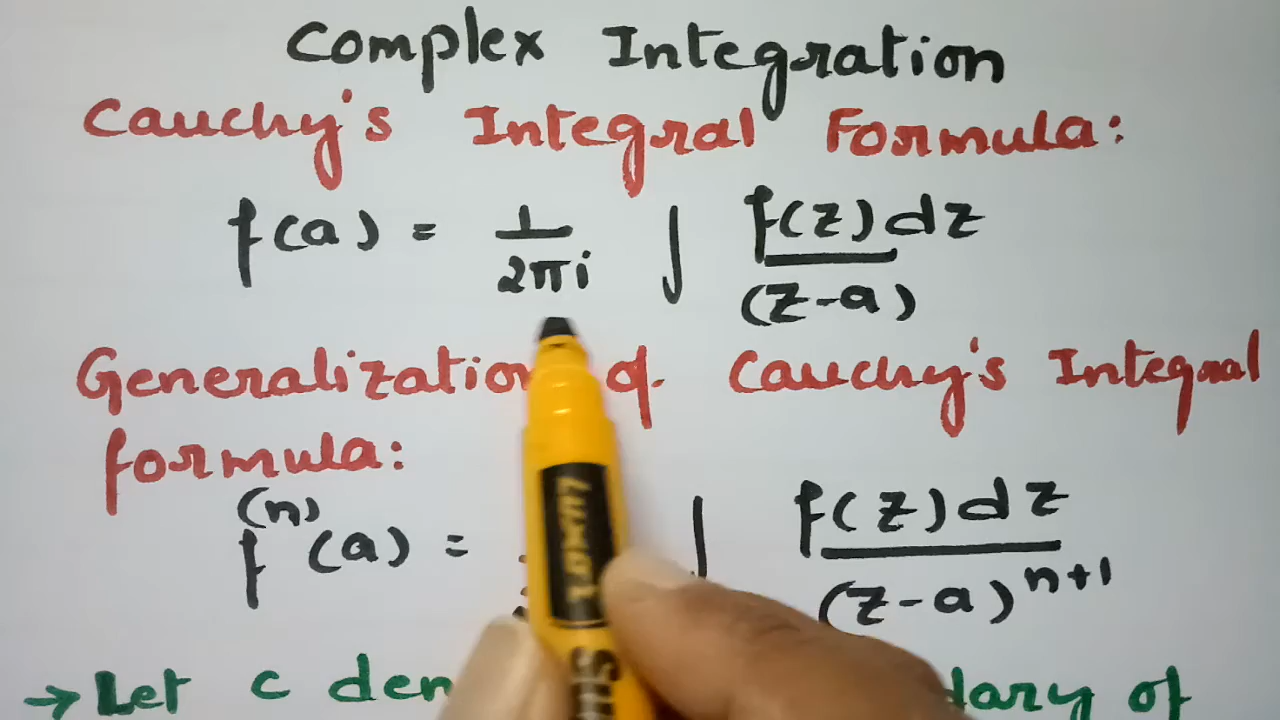 Complex Integration
Cauchy's Integral Formula:
f(a) = 1/2πi ∫ f(z)dz/(z-a)
Generalization of Cauchy's Integral
formula:
f^(n)(a) = ∫ f(z)dz/(z-a)^n+1
→ Let c den dary of
LUXOR